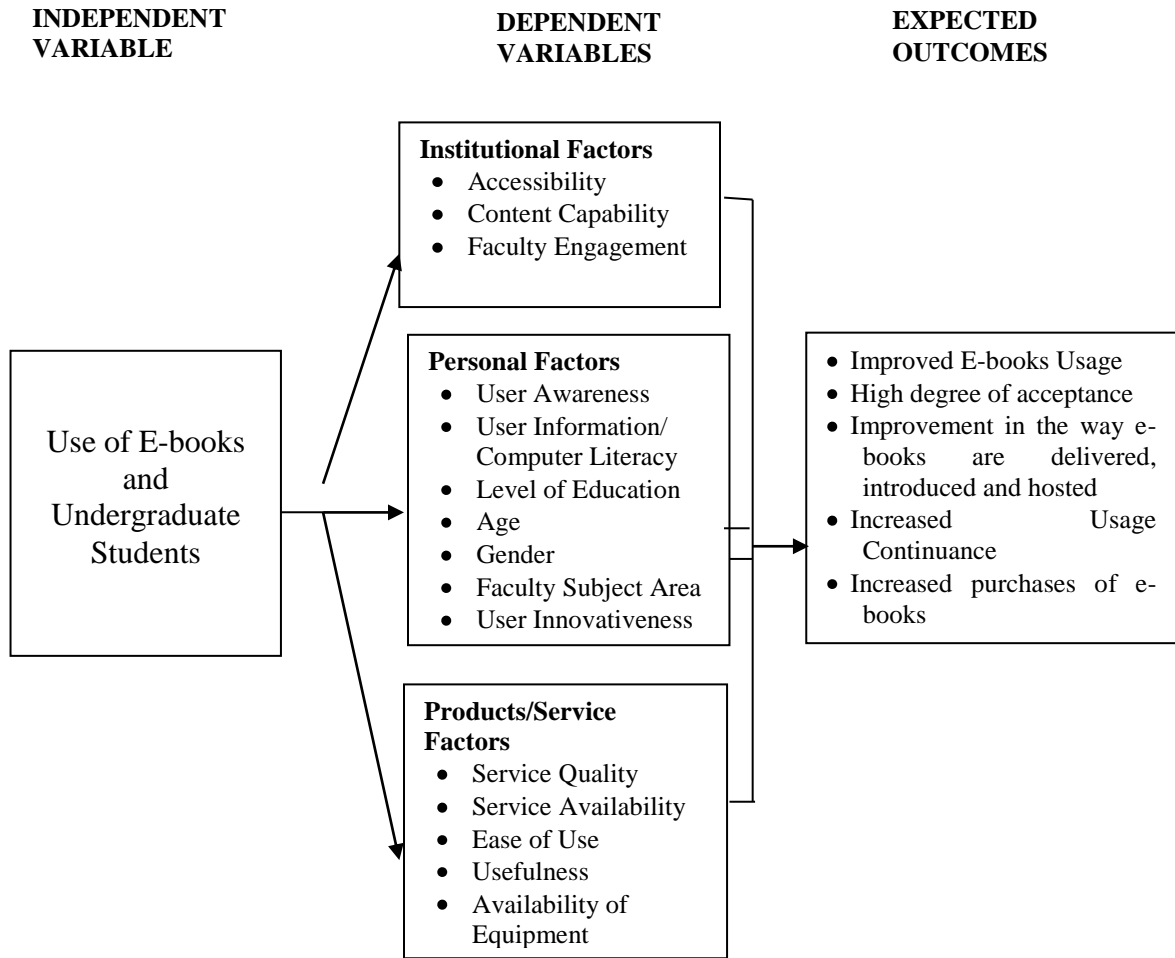 INDEPENDENT
VARIABLE
DEPENDENT
VARIABLES
EXPECTED
OUTCOMES
Use of E-books
and
Undergraduate
Students
Institutional Factors
• Accessibility
• Content Capability
• Faculty Engagement
Personal Factors
• User Awareness
• User Information/
Computer Literacy
• Level of Education
• Age
• Gender
• Faculty Subject Area
• User Innovativeness
Products/Service
Factors
• Service Quality
• Service Availability
• Ease of Use
• Usefulness
• Availability of
Equipment
• Improved E-books Usage
• High degree of acceptance
• Improvement in the way e-
books are delivered,
introduced and hosted
• Increased Usage
Continuance
• Increased purchases of e-
books